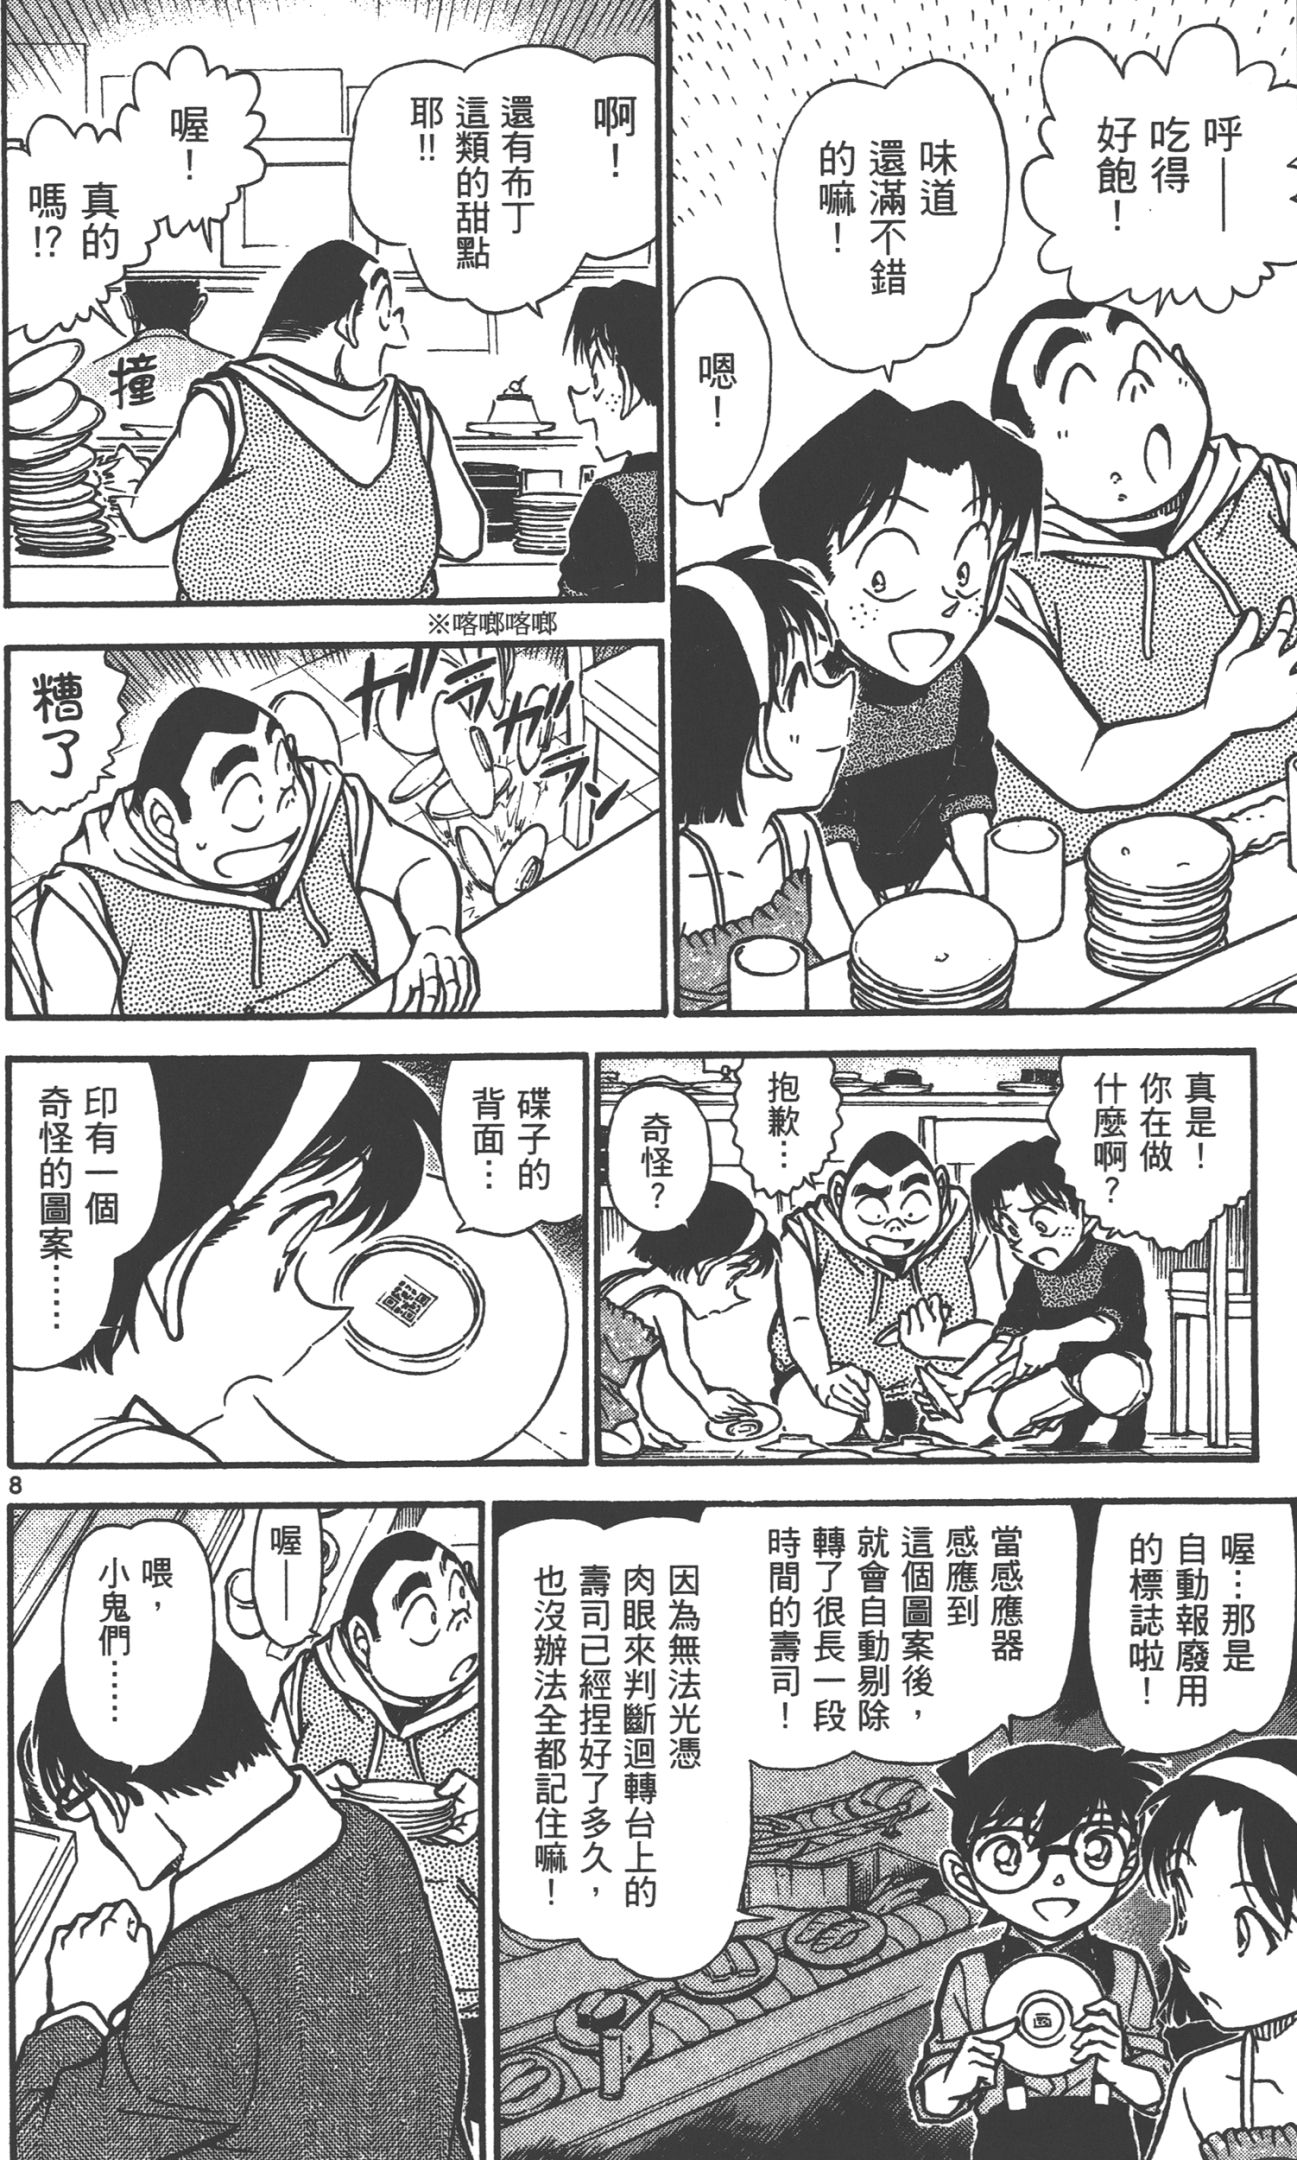 呼——
吃得
好飽！
味道
還滿不錯
的嘛！
嗯！
啊！
還有布丁
這類的甜點
耶!!
喔！
真的
嗎!?
撞
※喀啷喀啷
ガラガラ
糟了
真是！
你在做
什麼啊？
抱歉…
奇怪？
碟子的
背面…
印有一個
奇怪的圖案……
8
喔…那是
自動報廢用
的標誌啦！
當感應器
感應到
這個圖案後，
就會自動剔除
轉了很長一段
時間的壽司！
因為無法光憑
肉眼來判斷迴轉台上的
壽司已經捏好了多久，
也沒辦法全都記住嘛！
喔——
喂，
小鬼們……